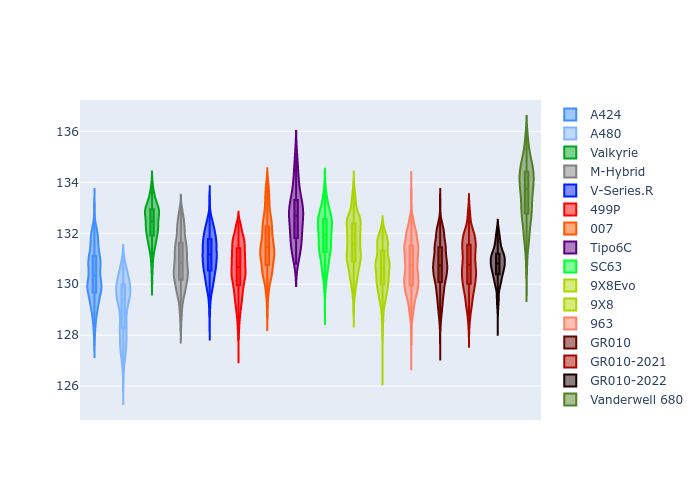 136
134
132
130
128
126
A424
A480
Valkyrie
M-Hybrid
V-Series.R
499P
007
Tipo6C
SC63
9X8Evo
9X8
963
GR010
GR010-2021
GR010-2022
Vanderwell 680